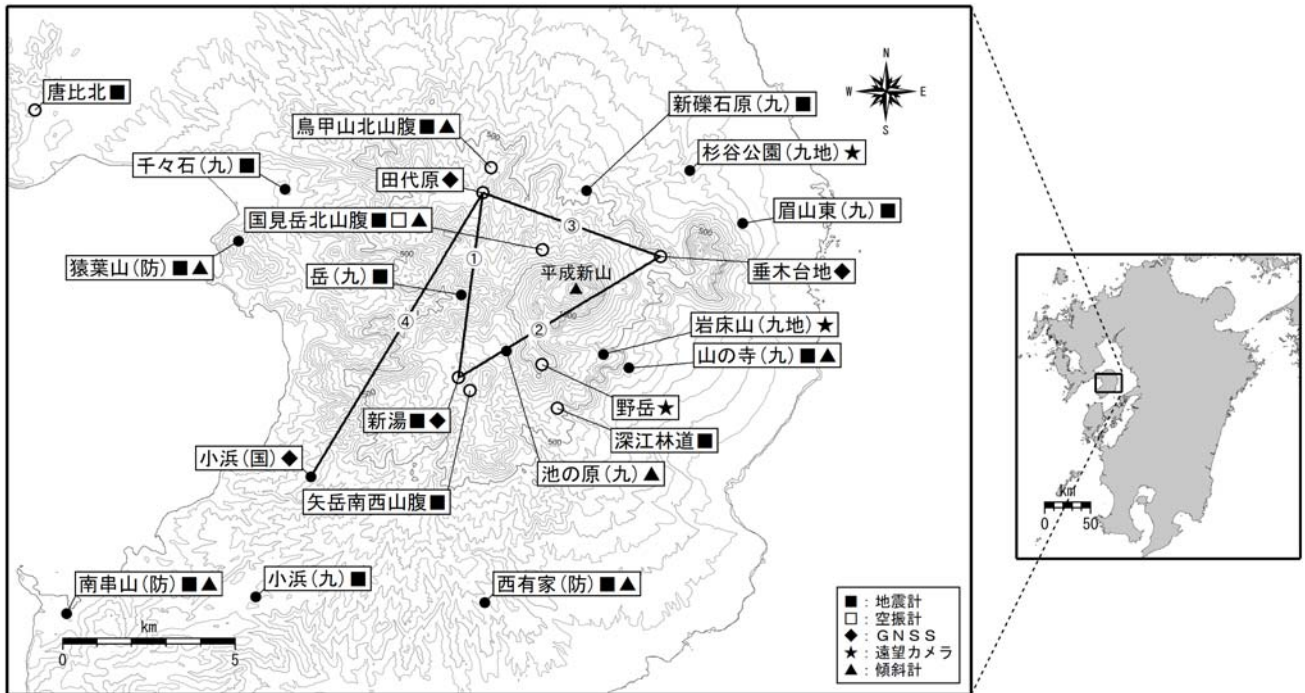 唐比北■
鳥甲山北山腹■▲
新礫石原(九)■
N
W
E
S
千々石(九)■
田代原◆
杉谷公園(九地)★
国見岳北山腹■□▲
眉山東(九)■
猿葉山(防)■▲
岳(九)■
平成新山
垂木台地◆
①
②
③
④
500
500
500
500
岩床山(九地)★
山の寺(九)■▲
新湯■◆
野岳★
深江林道■
小浜(国)◆
池の原(九)▲
矢岳南西山腹■
南串山(防)■▲
小浜(九)■
西有家(防)■▲
km
0 5
■:地震計
□:空振計
◆:GNSS
★:遠望カメラ
▲:傾斜計
km
0 50